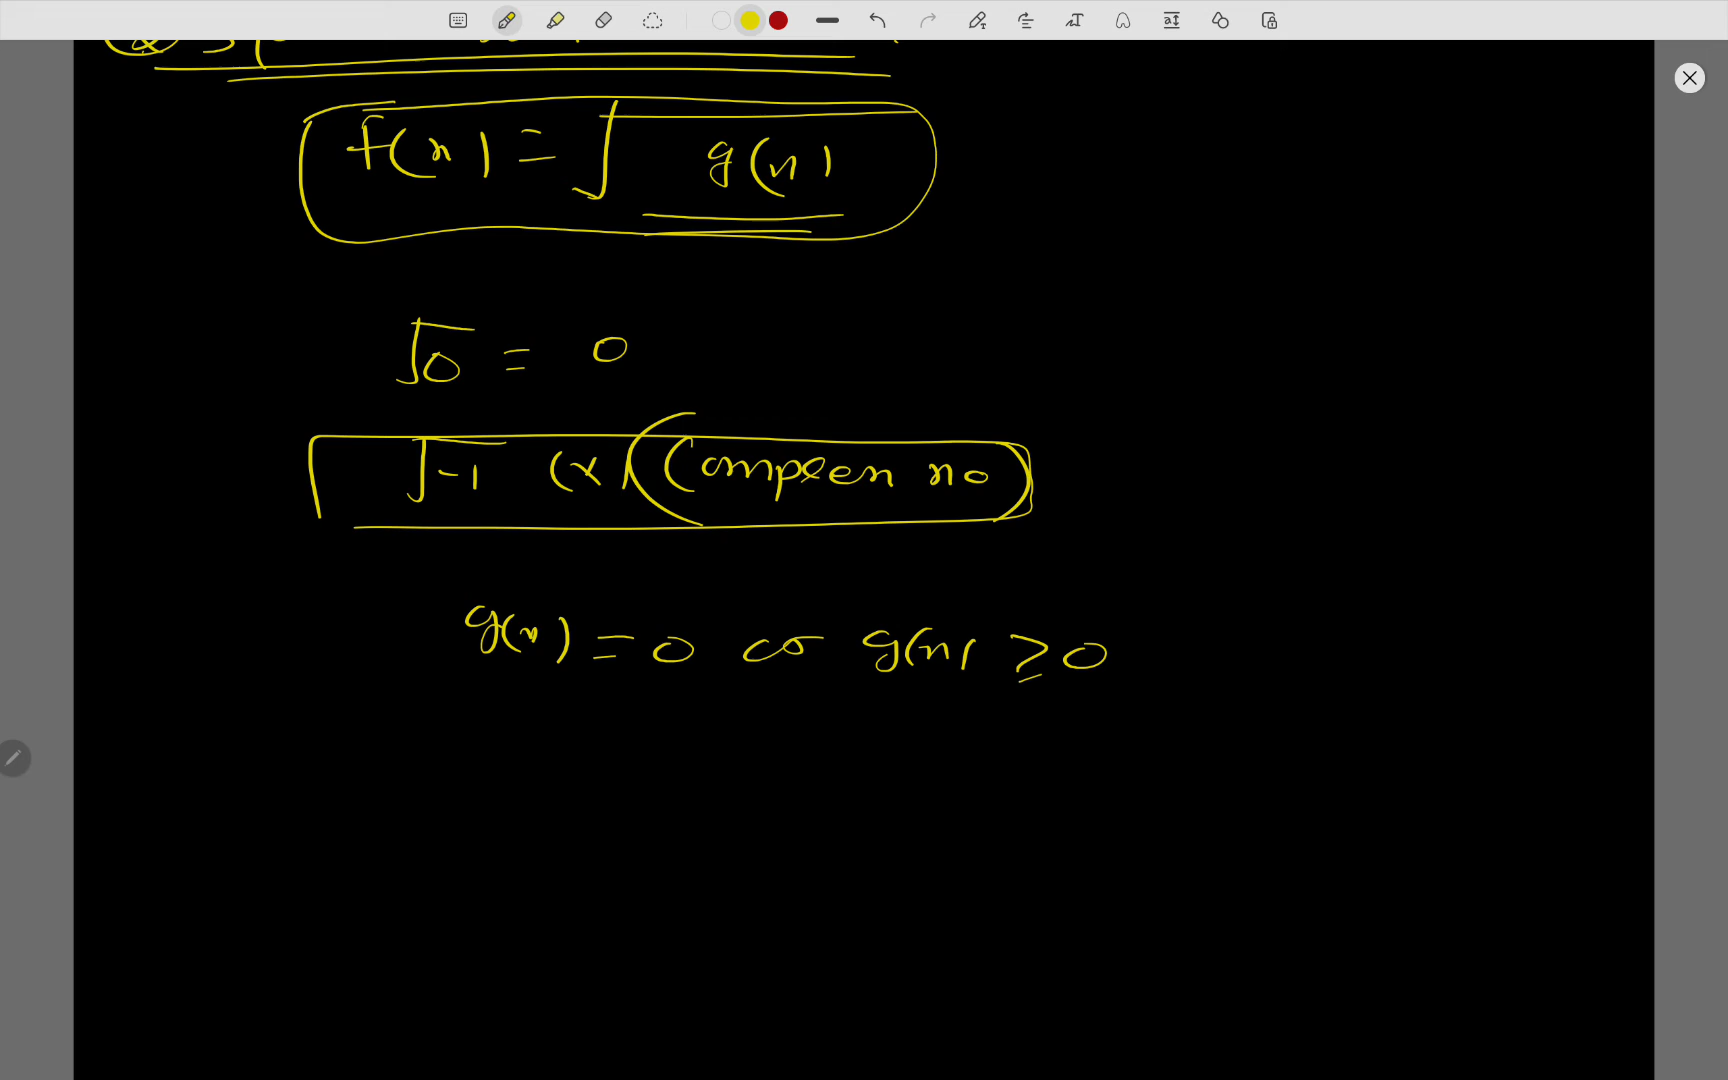 f(x) = √g(x)
√0 = 0
√-1 (x) (Complex no)
g(x) = 0 or g(x) ≥ 0